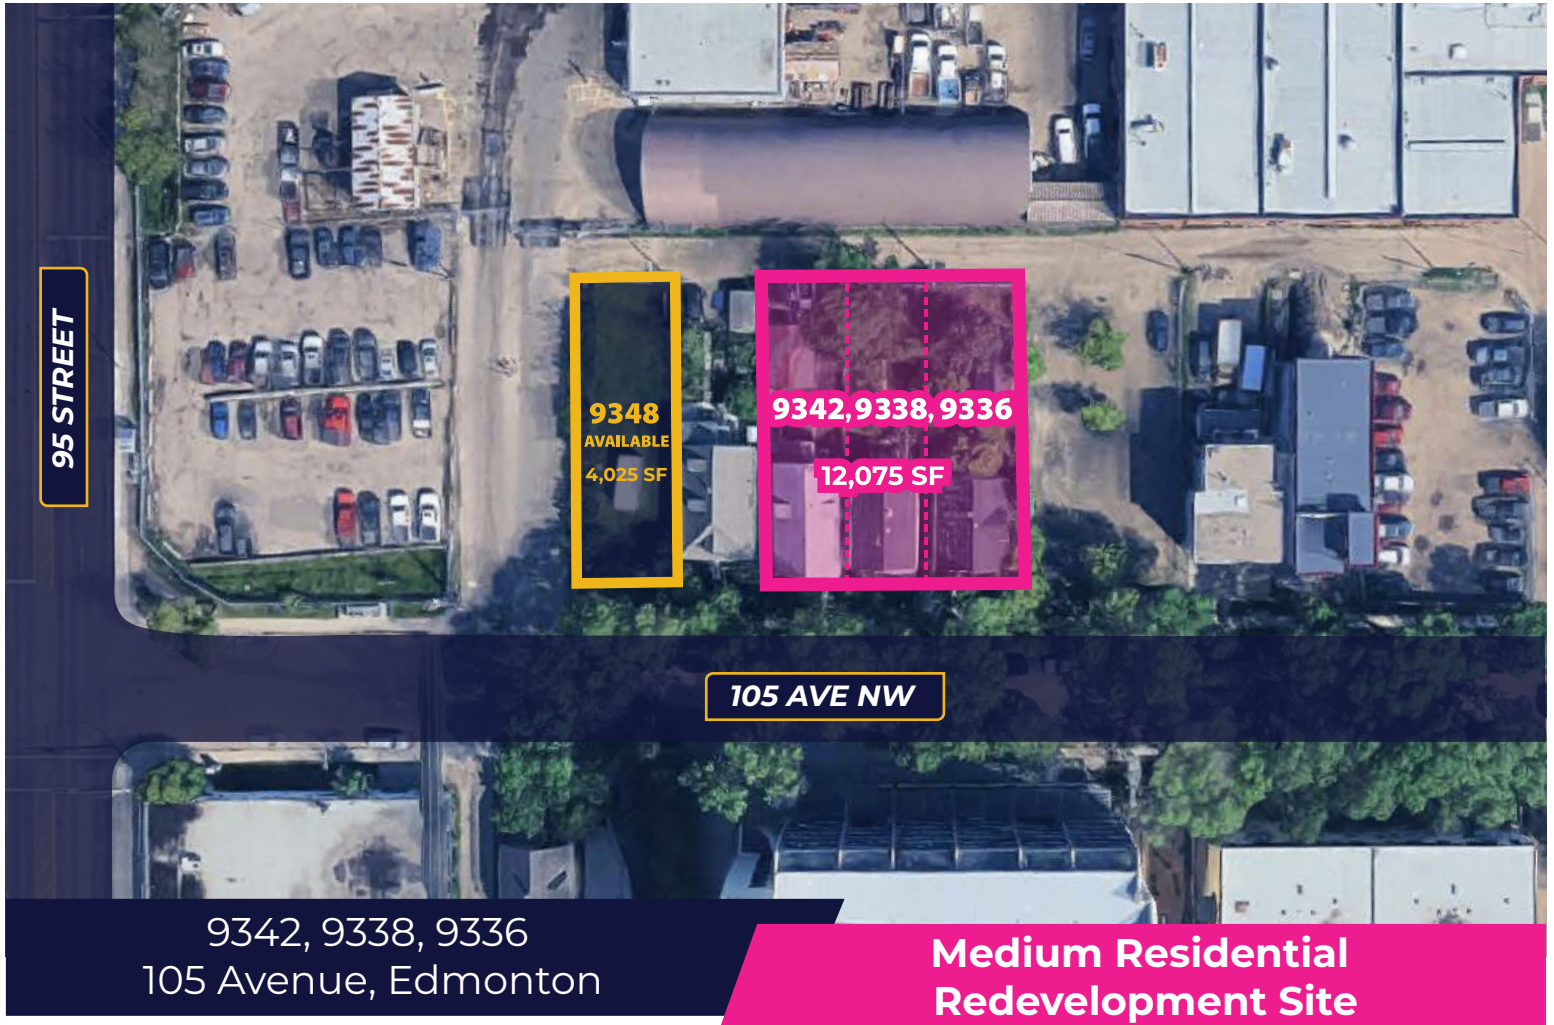 95 STREET
9348
AVAILABLE
4,025 SF
9342, 9338, 9336
12,075 SF
105 AVE NW
9342, 9338, 9336
105 Avenue, Edmonton
Medium Residential
Redevelopment Site